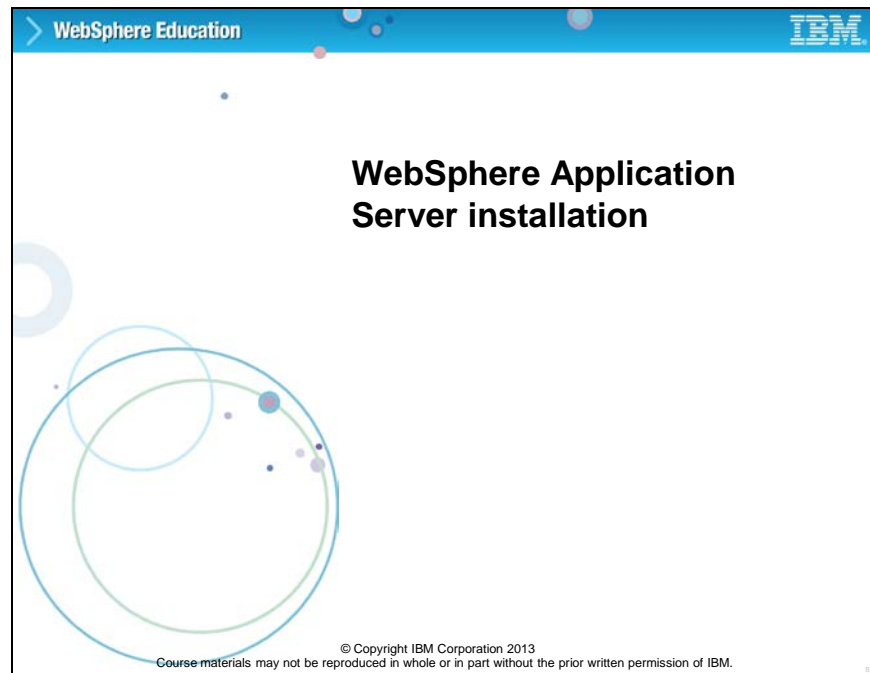 WebSphere Education
IBM.
WebSphere Application
Server installation
© Copyright IBM Corporation 2013
Course materials may not be reproduced in whole or in part without the prior written permission of IBM.